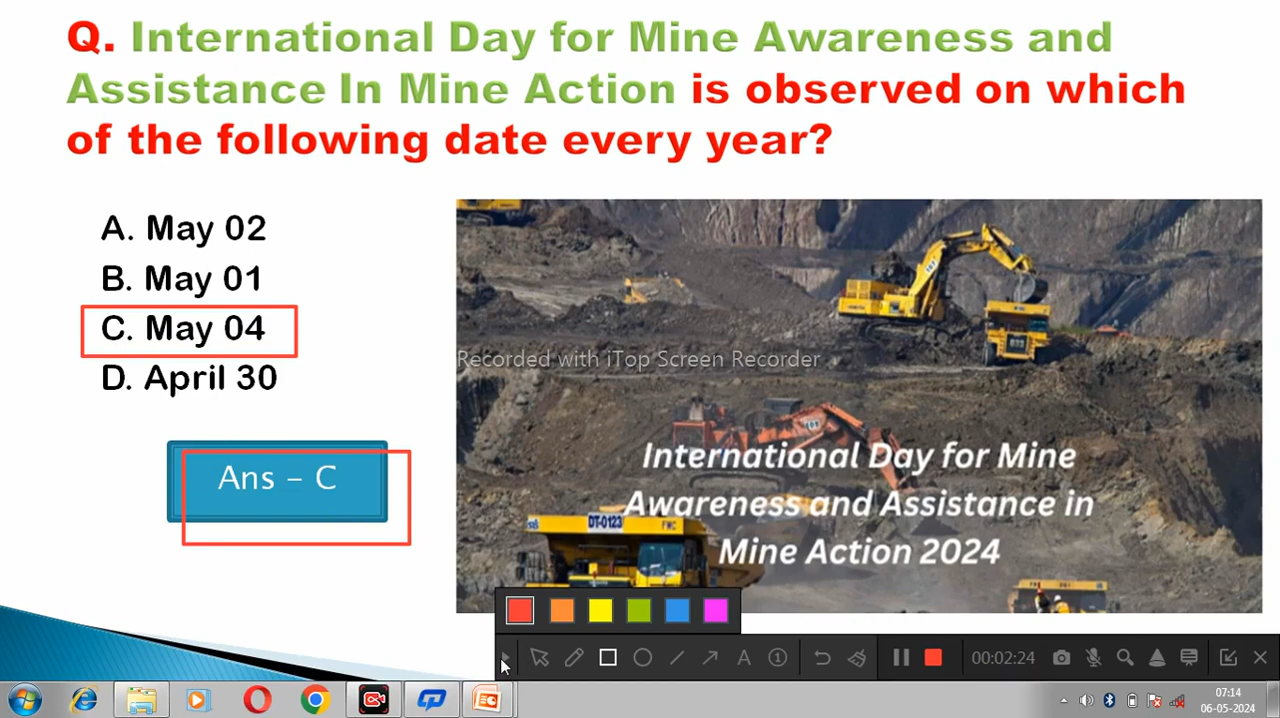 Q. International Day for Mine Awareness and
Assistance In Mine Action is observed on which
of the following date every year?
A. May 02
B. May 01
C. May 04
D. April 30
Ans – C
Recorded with iTop Screen Recorder
International Day for Mine
Awareness and Assistance in
Mine Action 2024
DT-0123
FMC
A
1
00:02:24
07:14
06-05-2024